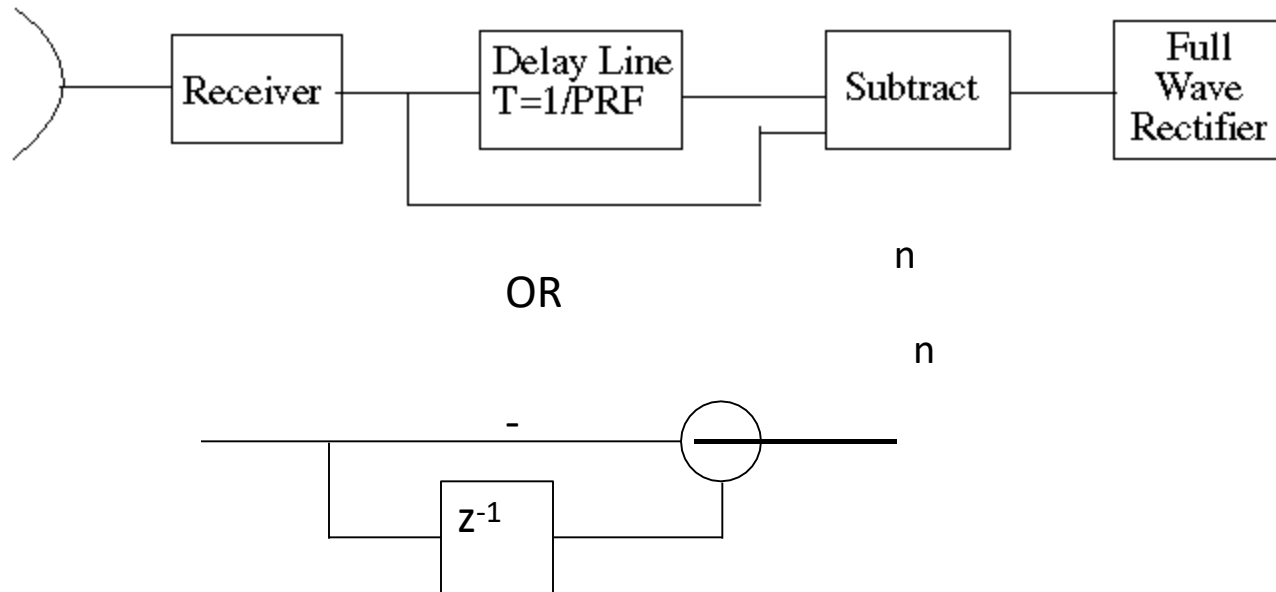 Receiver
Delay Line
T=1/PRF
Subtract
Full
Wave
Rectifier
n
OR
n
-
z-1